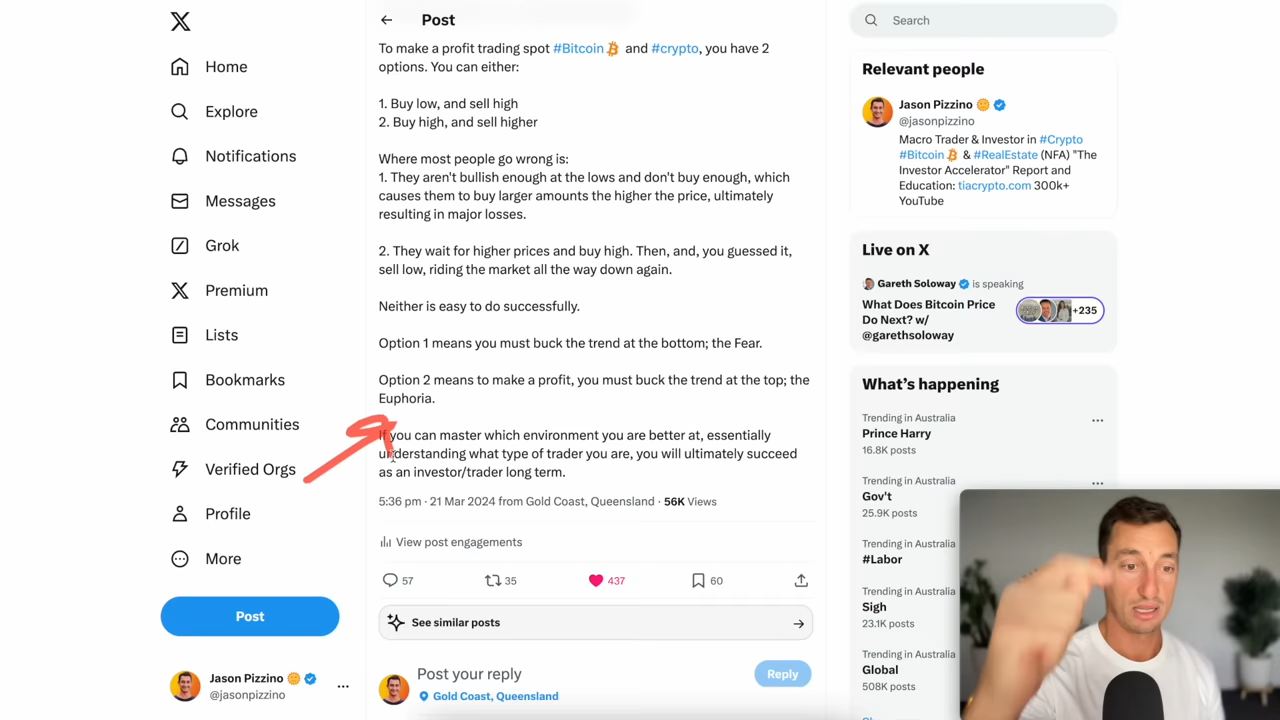 Post
To make a profit trading spot #Bitcoin and #crypto, you have 2
options. You can either:
1. Buy low, and sell high
2. Buy high, and sell higher
Where most people go wrong is:
1. They aren't bullish enough at the lows and don't buy enough, which
causes them to buy larger amounts the higher the price, ultimately
resulting in major losses.
2. They wait for higher prices and buy high. Then, and, you guessed it,
sell low, riding the market all the way down again.
Neither is easy to do successfully.
Option 1 means you must buck the trend at the bottom; the Fear.
Option 2 means to make a profit, you must buck the trend at the top; the
Euphoria.
If you can master which environment you are better at, essentially
understanding what type of trader you are, you will ultimately succeed
as an investor/trader long term.
5:36 pm · 21 Mar 2024 from Gold Coast, Queensland · 56K Views
View post engagements
57 35 437 60
See similar posts
Post your reply
Gold Coast, Queensland
Reply
Home
Explore
Notifications
Messages
Grok
Premium
Lists
Bookmarks
Communities
Verified Orgs
Profile
More
Post
Jason Pizzino
@jasonpizzino
Search
Relevant people
Jason Pizzino
@jasonpizzino
Macro Trader & Investor in #Crypto
#Bitcoin & #RealEstate (NFA) "The
Investor Accelerator" Report and
Education: tiacrypto.com 300k+
YouTube
Live on X
Gareth Soloway is speaking
What Does Bitcoin Price
Do Next? w/
@garethsoloway
+235
What's happening
Trending in Australia
Prince Harry
16.8K posts
Trending in Australia
Gov't
25.9K posts
Trending in Australia
#Labor
Trending in Australia
Sigh
23.1K posts
Trending in Australia
Global
508K posts